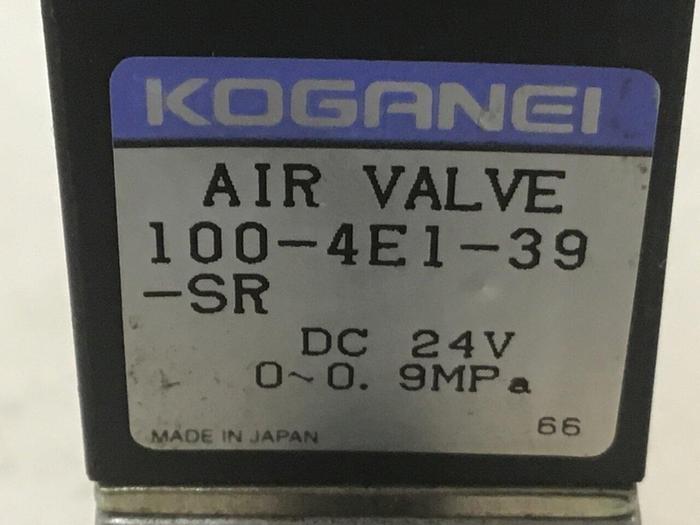 KOGANEI
AIR VALVE
100-4E1-39
-SR
DC 24V
0~0.9MPa
MADE IN JAPAN 66